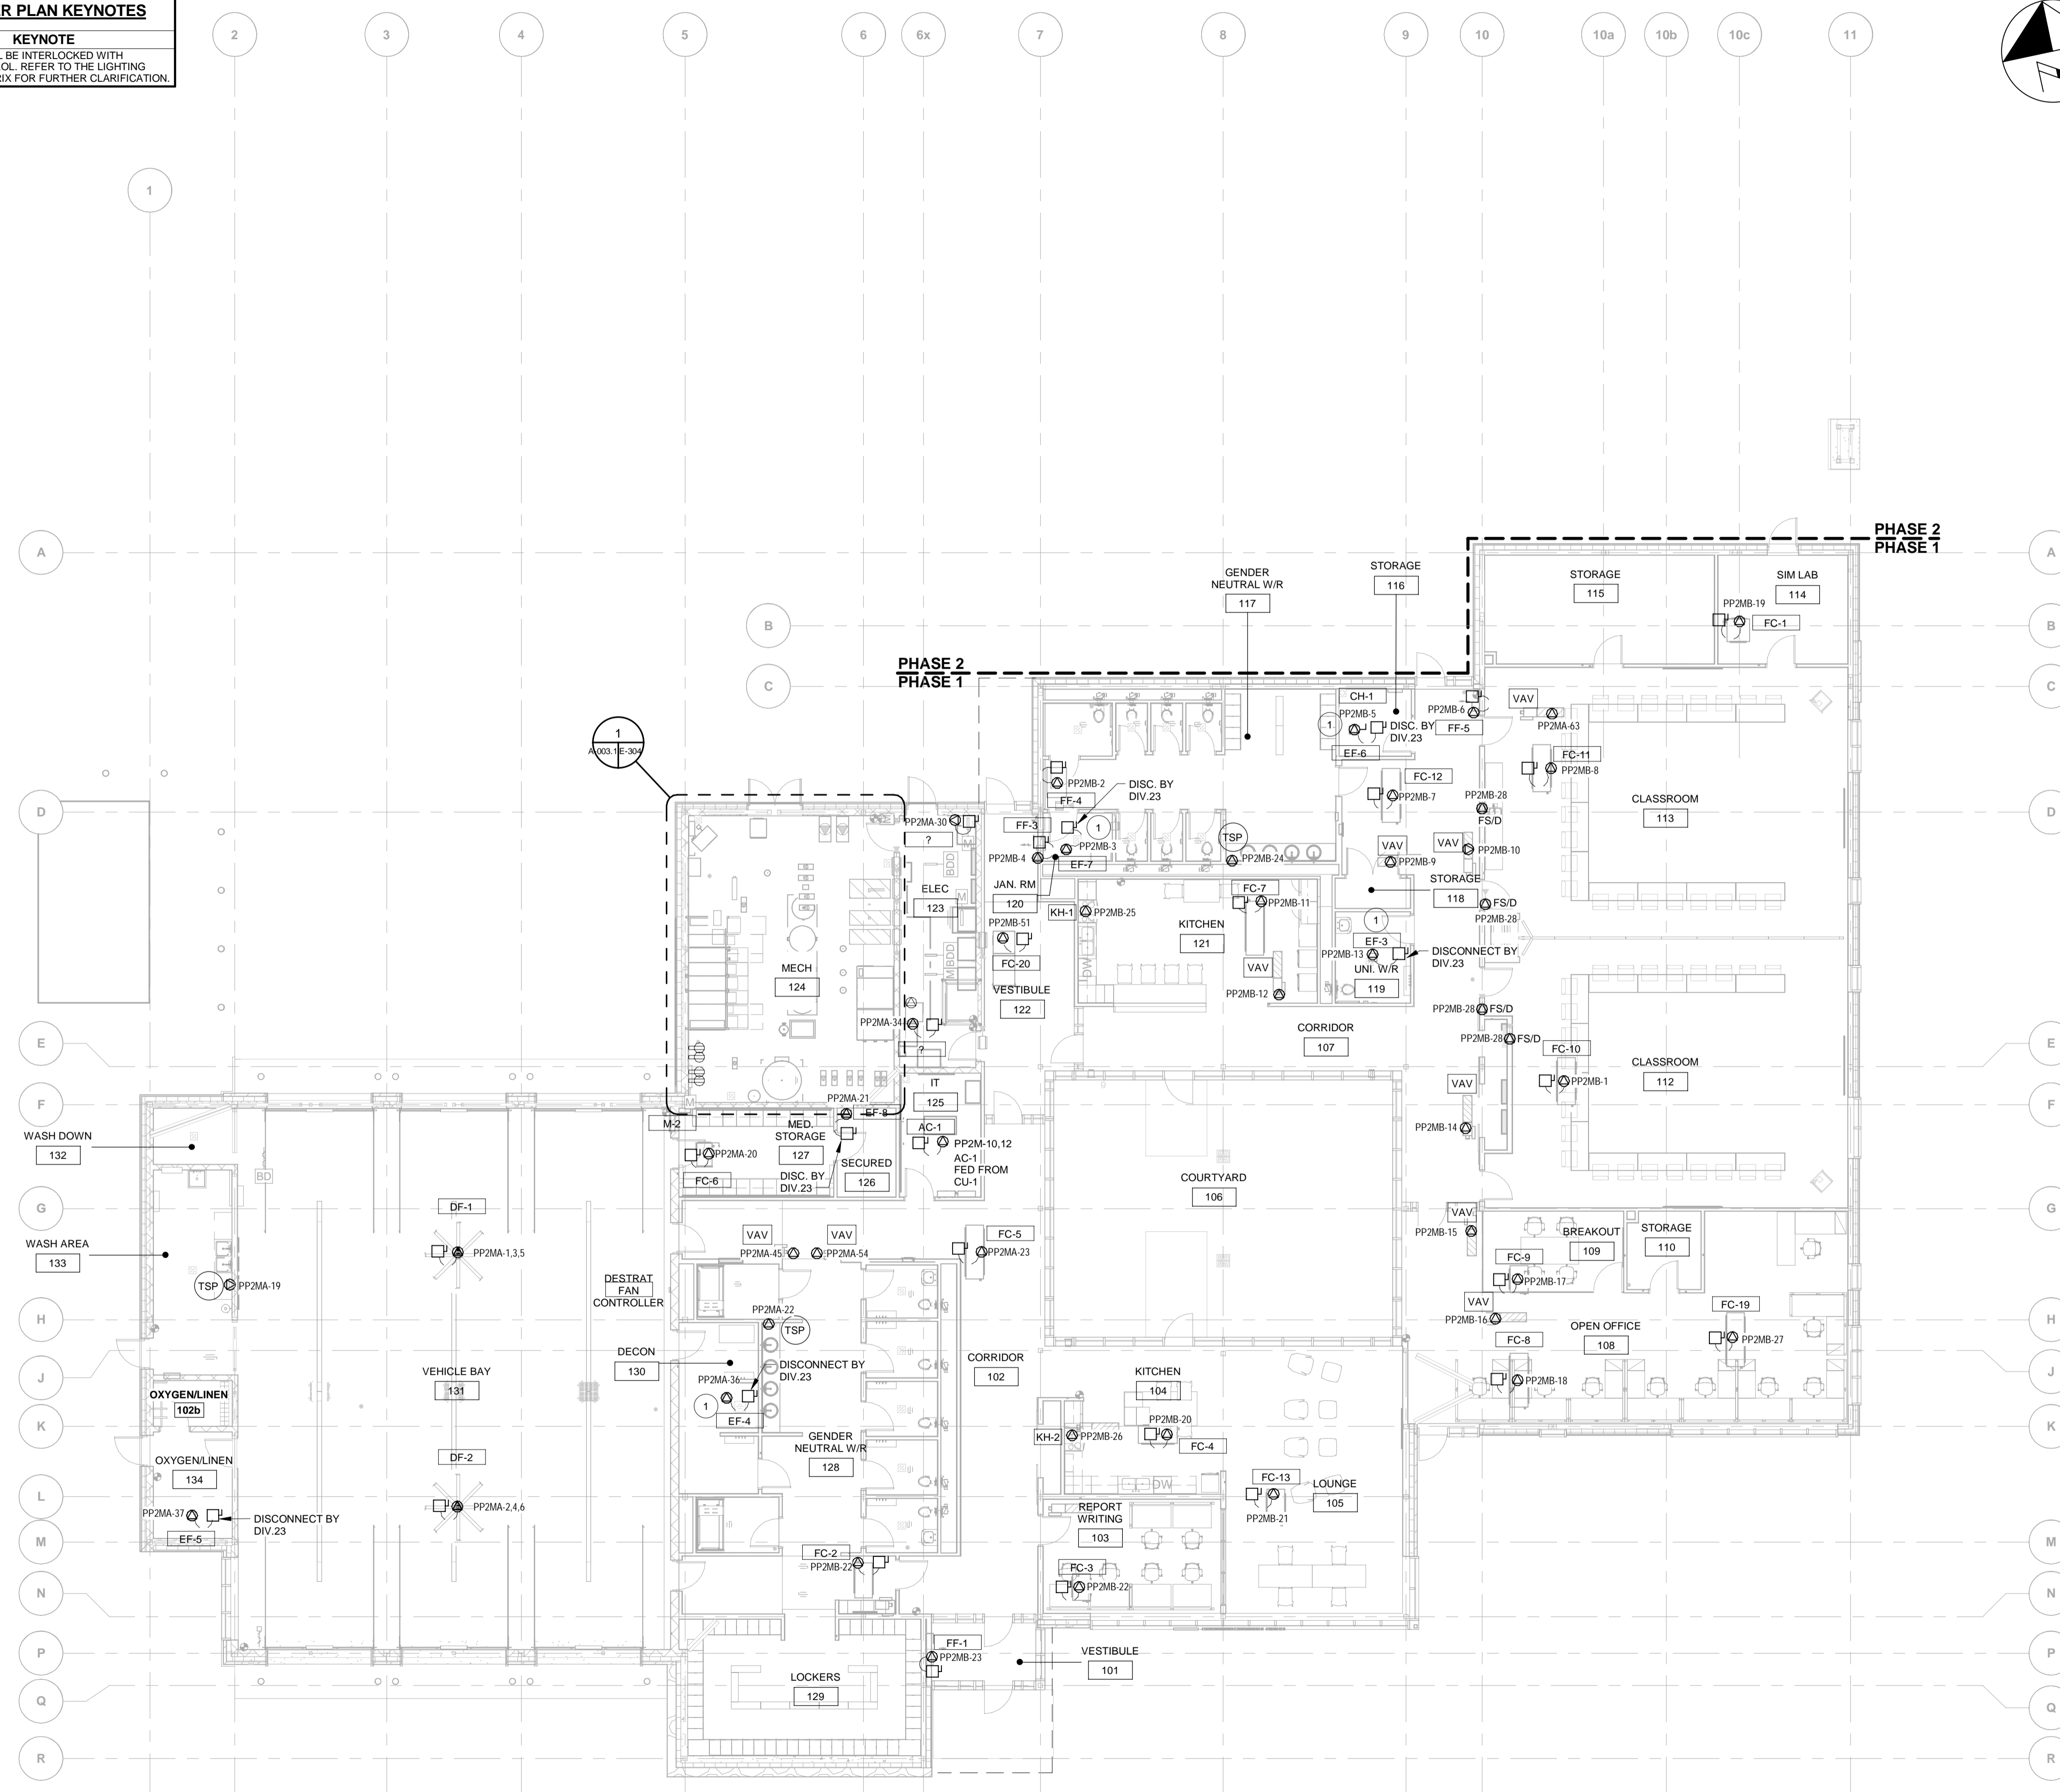 R PLAN KEYNOTES
KEYNOTE
L BE INTERLOCKED WITH
OL. REFER TO THE LIGHTING
RIX FOR FURTHER CLARIFICATION.
2
3
4
5
6
6x
7
8
9
10
10a
10b
10c
11
1
PHASE 2
PHASE 1
A
A
STORAGE
115
SIM LAB
114
PP2MB-19
FC-1
GENDER
NEUTRAL W/R
117
STORAGE
116
B
B
PHASE 2
PHASE 1
C
C
1
A-003.1
E-304
CH-1
PP2MB-5
1
DISC. BY
DIV.23
EF-6
PP2MB-6
FF-5
VAV
PP2MA-63
FC-11
PP2MB-8
FC-12
PP2MB-7
PP2MB-2
FF-4
DISC. BY
DIV.23
PP2MB-28
FS/D
CLASSROOM
113
D
D
PP2MA-30
?
M
FF-3
1
PP2MB-3
PP2MB-4
EF-7
TSP
PP2MB-24
VAV
PP2MB-9
VAV
PP2MB-10
BDD
ELEC
123
M
JAN. RM
120
PP2MB-51
FC-20
VESTIBULE
122
KH-1
PP2MB-25
DW
FC-7
PP2MB-11
KITCHEN
121
VAV
PP2MB-12
STORAGE
118
1
EF-3
PP2MB-13
DISCONNECT BY
DIV.23
UNI. W/R
119
FS/D
PP2MB-28
MECH
124
BDD
M
PP2MA-34
?
CORRIDOR
107
PP2MB-28
FS/D
PP2MB-28
FS/D
E
E
FC-10
PP2MB-1
CLASSROOM
112
IT
125
F
F
M
M-2
PP2MA-21
EF-8
MED.
STORAGE
127
PP2MA-20
FC-6
DISC. BY
DIV.23
SECURED
126
AC-1
PP2M-10,12
AC-1
FED FROM
CU-1
VAV
PP2MB-14
WASH DOWN
132
BD
COURTYARD
106
G
G
DF-1
PP2MA-1,3,5
WASH AREA
133
TSP
PP2MA-19
VAV
VAV
PP2MA-45
PP2MA-54
FC-5
PP2MA-23
VAV
PP2MB-15
BREAKOUT
109
STORAGE
110
FC-9
PP2MB-17
DESTRAT
FAN
CONTROLLER
PP2MA-22
TSP
VAV
PP2MB-16
FC-19
PP2MB-27
OPEN OFFICE
108
FC-8
PP2MB-18
H
H
DECON
130
DISCONNECT BY
DIV.23
PP2MA-36
1
EF-4
CORRIDOR
102
KITCHEN
104
J
J
VEHICLE BAY
131
OXYGEN/LINEN
102b
PP2MB-20
FC-4
KH-2
PP2MB-26
DW
K
K
GENDER
NEUTRAL W/R
128
DF-2
PP2MA-2,4,6
OXYGEN/LINEN
134
FC-13
PP2MB-21
LOUNGE
105
L
L
PP2MA-37
DISCONNECT BY
DIV.23
EF-5
REPORT
WRITING
103
M
M
FC-2
PP2MB-22
FC-3
PP2MB-22
N
N
FF-1
PP2MB-23
VESTIBULE
101
P
P
LOCKERS
129
Q
Q
R
R